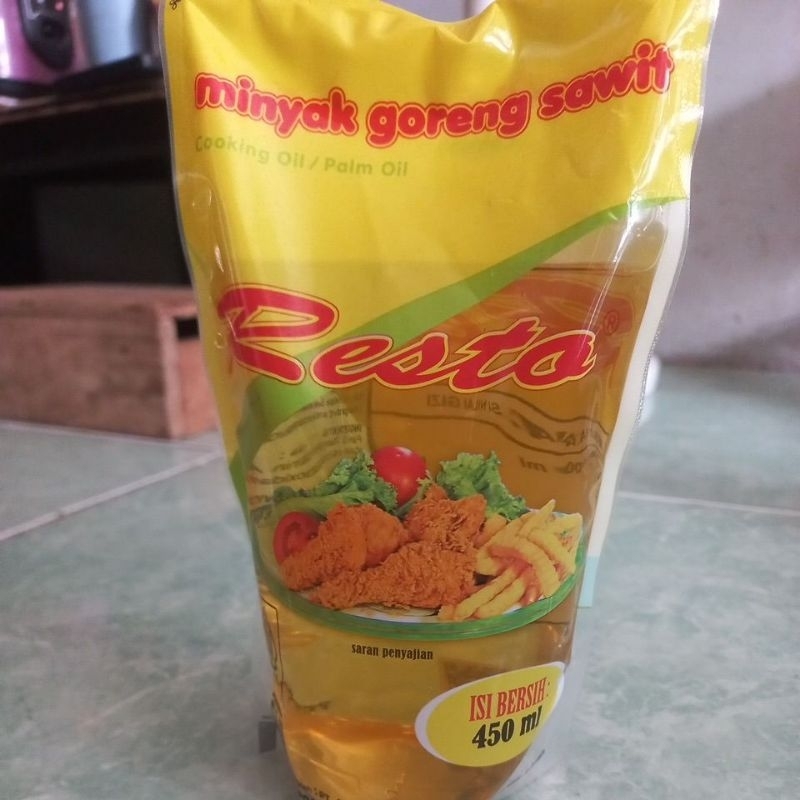 minyak goreng sawit
Cooking Oil / Palm Oil
Resto®
saran penyajian
ISI BERSIH:
450 ml